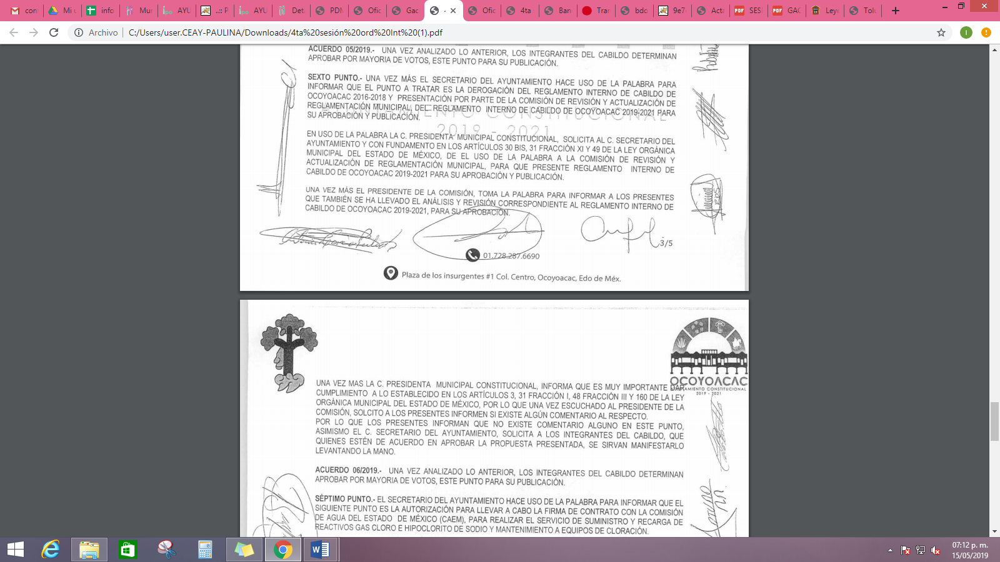 con
Mi u
info
Mur
AYU
..:: P
AYU
Det
PDM
Ofic
Gac
Ofic
4ta
Ban
Tran
bdo
9e7
Acta
SESI
GAC
Leye
Tolu
Archivo | C:/Users/user.CEAY-PAULINA/Downloads/4ta%20sesión%20ord%20Int%20(1).pdf
ACUERDO 05/2019.- UNA VEZ ANALIZADO LO ANTERIOR, LOS INTEGRANTES DEL CABILDO DETERMINAN
APROBAR POR MAYORIA DE VOTOS, ESTE PUNTO PARA SU PUBLICACIÓN.
SEXTO PUNTO.- UNA VEZ MÁS EL SECRETARIO DEL AYUNTAMIENTO HACE USO DE LA PALABRA PARA
INFORMAR QUE EL PUNTO A TRATAR ES LA DEROGACIÓN DEL REGLAMENTO INTERNO DE CABILDO DE
OCOYOACAC 2016-2018 Y PRESENTACIÓN POR PARTE DE LA COMISIÓN DE REVISIÓN Y ACTUALIZACIÓN DE
REGLAMENTACIÓN MUNICIPAL, DEL REGLAMENTO INTERNO DE CABILDO DE OCOYOACAC 2019-2021 PARA
SU APROBACIÓN Y PUBLICACIÓN.
AYUNTAMIENTO CONSTITUCIONAL
2019 - 2021
EN USO DE LA PALABRA LA C. PRESIDENTA MUNICIPAL CONSTITUCIONAL, SOLICITA AL C. SECRETARIO DEL
AYUNTAMIENTO Y CON FUNDAMENTO EN LOS ARTÍCULOS 30 BIS, 31 FRACCIÓN XI Y 49 DE LA LEY ORGÁNICA
MUNICIPAL DEL ESTADO DE MÉXICO, DE EL USO DE LA PALABRA A LA COMISIÓN DE REVISIÓN Y
ACTUALIZACIÓN DE REGLAMENTACIÓN MUNICIPAL, PARA QUE PRESENTE REGLAMENTO INTERNO DE
CABILDO DE OCOYOACAC 2019-2021 PARA SU APROBACIÓN Y PUBLICACIÓN.
UNA VEZ MÁS EL PRESIDENTE DE LA COMISIÓN, TOMA LA PALABRA PARA INFORMAR A LOS PRESENTES
QUE TAMBIÉN SE HA LLEVADO EL ANÁLISIS Y REVISIÓN CORRESPONDIENTE AL REGLAMENTO INTERNO DE
CABILDO DE OCOYOACAC 2019-2021, PARA SU APROBACIÓN.
3/5
01.728.287.6690
Plaza de los insurgentes #1 Col. Centro, Ocoyoacac, Edo de Méx.
OCOYOACAC
AYUNTAMIENTO CONSTITUCIONAL
2019 - 2021
UNA VEZ MAS LA C. PRESIDENTA MUNICIPAL CONSTITUCIONAL, INFORMA QUE ES MUY IMPORTANTE DAR
CUMPLIMIENTO A LO ESTABLECIDO EN LOS ARTÍCULOS 3, 31 FRACCIÓN I, 48 FRACCIÓN III Y 160 DE LA LEY
ORGÁNICA MUNICIPAL DEL ESTADO DE MÉXICO, POR LO QUE UNA VEZ ESCUCHADO AL PRESIDENTE DE LA
COMISIÓN, SOLCITO A LOS PRESENTES INFORMEN SI EXISTE ALGÚN COMENTARIO AL RESPECTO.
POR LO QUE LOS PRESENTES INFORMAN QUE NO EXISTE COMENTARIO ALGUNO EN ESTE PUNTO,
ASIMISMO EL C. SECRETARIO DEL AYUNTAMIENTO, SOLICITA A LOS INTEGRANTES DEL CABILDO, QUE
QUIENES ESTÉN DE ACUERDO EN APROBAR LA PROPUESTA PRESENTADA, SE SIRVAN MANIFESTARLO
LEVANTANDO LA MANO.
ACUERDO 06/2019.- UNA VEZ ANALIZADO LO ANTERIOR, LOS INTEGRANTES DEL CABILDO DETERMINAN
APROBAR POR MAYORIA DE VOTOS, ESTE PUNTO PARA SU PUBLICACIÓN.
SÉPTIMO PUNTO.- EL SECRETARIO DEL AYUNTAMIENTO HACE USO DE LA PALABRA PARA INFORMAR QUE EL
SIGUIENTE PUNTO ES LA AUTORIZACIÓN PARA LLEVAR A CABO LA FIRMA DE CONTRATO CON LA COMISIÓN
DE AGUA DEL ESTADO DE MÉXICO (CAEM), PARA REALIZAR EL SERVICIO DE SUMINISTRO Y RECARGA DE
REACTIVOS GAS CLORO E HIPOCLORITO DE SODIO Y MANTENIMIENTO A EQUIPOS DE CLORACIÓN.
07:12 p. m.
15/05/2019